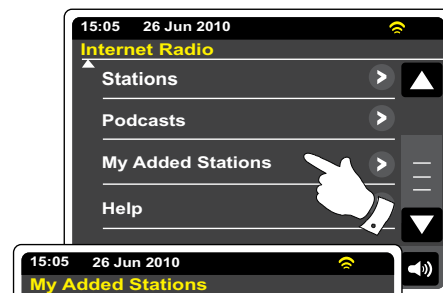 15:05 26 Jun 2010
Internet Radio
Stations
Podcasts
My Added Stations
Help
15:05 26 Jun 2010
My Added Stations